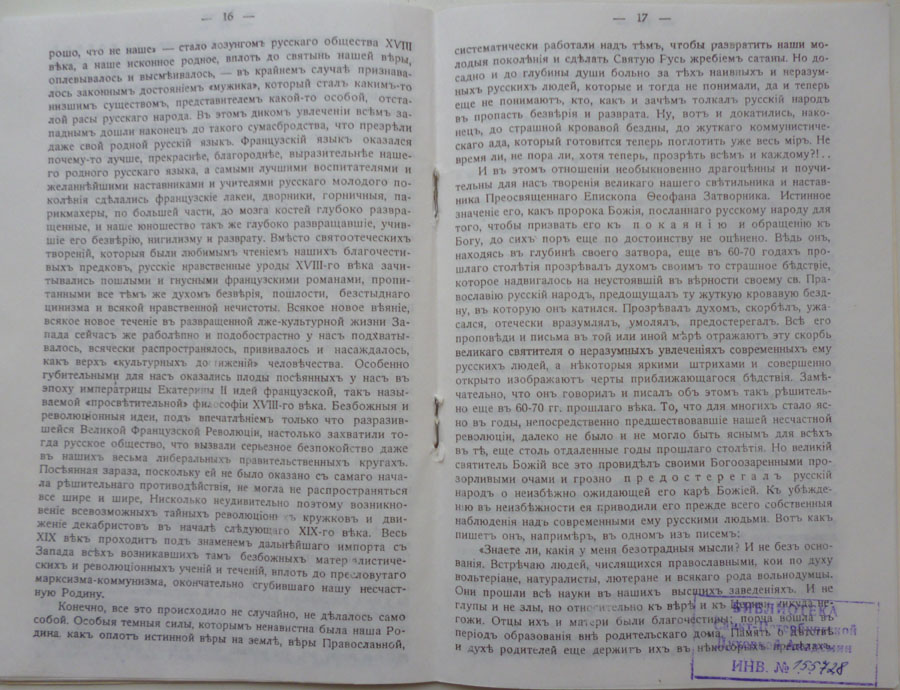 — 16 —
рошо, что не наше» — стало лозунгомъ русскаго общества XVIII
вѣка, а наше исконное родное, вплоть до святынь нашей вѣры,
оплевывалось и высмѣивалось, — въ крайнемъ случаѣ признава-
лось законнымъ достояніемъ «мужика», который сталъ какимъ-то
низшимъ существомъ, представителемъ какой-то особой, отста-
лой расы русскаго народа. Въ этомъ дикомъ увлеченіи всѣмъ за-
паднымъ дошли наконецъ до такого сумасбродства, что презрѣли
даже свой родной русскій языкъ. Французскій языкъ оказался
почему-то лучше, прекраснѣе, благороднѣе, выразительнѣе наше-
го родного русскаго языка, а самыми лучшими воспитателями и
желаннѣйшими наставниками и учителями русскаго молодого по-
колѣнія сдѣлались французскіе лакеи, дворники, горничныя, па-
рикмахеры, по большей части, до мозга костей глубоко развра-
щенные, и наше юношество такъ же глубоко развращавшіе, учив-
шіе его безвѣрію, нигилизму и разврату. Вмѣсто святоотеческихъ
твореній, которыя были любимымъ чтеніемъ нашихъ благочести-
выхъ предковъ, русскіе нравственные уроды XVIII-го вѣка зачи-
тывались пошлыми и гнусными французскими романами, пропи-
танными все тѣмъ же духомъ безвѣрія, пошлости, безстыднаго
цинизма и всякой нравственной нечистоты. Всякое новое вѣяніе,
всякое новое теченіе въ развращенной лже-культурной жизни За-
пада сейчасъ же раболѣпно и подобострастно у насъ подхваты-
валось, всячески распространялось, прививалось и насаждалось,
какъ верхъ «культурныхъ до ижений» человѣчества. Особенно
губительными для насъ оказались плоды посѣянныхъ у насъ въ
эпоху императрицы Екатерины II идей французской, такъ назы-
ваемой «просвѣтительной» философіи XVIII-го вѣка. Безбожныя и
революціонныя идеи, подъ впечатлѣніемъ только что разразив-
шейся Великой Французской Революціи, настолько захватили то-
гда русское общество, что вызвали серьезное безпокойство даже
въ нашихъ весьма либеральныхъ правительственныхъ кругахъ.
Посѣянная зараза, поскольку ей не было оказано съ самаго нача-
ла рѣшительнаго противодѣйствія, не могла не распространяться
все шире и шире, Нисколько неудивительно поэтому возникно-
веніе всевозможныхъ тайныхъ революціонн съ кружковъ и дви-
женіе декабристовъ въ началѣ слѣдующаго XIX-го вѣка. Весь
XIX вѣкъ проходитъ подъ знаменемъ дальнѣйшаго импорта съ
Запада всѣхъ возникавшихъ тамъ безбожныхъ матер алистиче-
скихъ и революціонныхъ ученій и теченій, вплоть до пресловутаго
марксизма-коммунизма, окончательно сгубившаго нашу несчаст-
ную Родину.
Конечно, все это происходило не случайно, не дѣлалось само
собой. Особыя темныя силы, которымъ ненавистна была наша Ро-
дина, какъ оплотъ истинной вѣры на землѣ, вѣры Православной,
— 17 —
систематически работали надъ тѣмъ, чтобы развратить наши мо-
лодыя поколѣнія и сдѣлать Святую Русь жребіемъ сатаны. Но до-
садно и до глубины души больно за тѣхъ наивныхъ и неразум-
ныхъ русскихъ людей, которые и тогда не понимали, да и теперь
еще не понимаютъ, кто, какъ и зачѣмъ толкалъ русскій народъ
въ пропасть безвѣрія и разврата. Ну, вотъ и докатились, нако-
нецъ, до страшной кровавой бездны, до жуткаго коммунистиче-
скаго ада, который готовится теперь поглотить уже весь міръ. Не
время ли, не пора ли, хотя теперь, прозрѣть всѣмъ и каждому?!..
И въ этомъ отношеніи необыкновенно драгоцѣнны и поучи-
тельны для насъ творенія великаго нашего свѣтильника и настав-
ника Преосвященнаго Епископа Ѳеофана Затворника. Истинное
значеніе его, какъ пророка Божія, посланнаго русскому народу для
того, чтобы призвать его къ покаянію и обращенію къ
Богу, до сихъ поръ еще по достоинству не оцѣнено. Вѣдь онъ,
находясь въ глубинѣ своего затвора, еще въ 60-70 годахъ про-
шлаго столѣтія прозрѣвалъ духомъ своимъ то страшное бѣдствіе,
которое надвигалось на неустоявшій въ вѣрности своему св. Пра-
вославію русскій народъ, предощущалъ ту жуткую кровавую безд-
ну, въ которую онъ катился. Прозрѣвалъ духомъ, скорбѣлъ, ужа
сался, отечески вразумлялъ, умолялъ, предостерегалъ. Всѣ его
проповѣди и письма въ той или иной мѣрѣ отражаютъ эту скорбь
великаго святителя о неразумныхъ увлеченіяхъ современныхъ ему
русскихъ людей, а нѣкоторыя яркими штрихами и совершенно
открыто изображаютъ черты приближающагося бѣдствія. Замѣ-
чательно, что онъ говорилъ и писалъ объ этомъ такъ рѣшитель-
но еще въ 60-70 гг. прошлаго вѣка. То, что для многихъ стало яс-
но въ годы, непосредственно предшествовавшіе нашей несчастной
революціи, далеко не было и не могло быть яснымъ для всѣхъ
въ тѣ, еще столь отдаленные годы прошлаго столѣтія. Но великій
святитель Божій все это провидѣлъ своими Богоозаренными про-
зорливыми очами и грозно предостерегалъ русскій
народъ о неизбѣжно ожидающей его карѣ Божіей. Къ убѣжде-
нію въ неизбѣжности ея приводили его прежде всего собственныя
наблюденія надъ современными ему русскими людьми. Вотъ какъ
пишетъ онъ, напримѣръ, въ одномъ изъ писемъ:
«Знаете ли, какія у меня безотрадныя мысли? И не безъ осно-
ванія. Встрѣчаю людей, числящихся православными, кои по духу
вольтеріане, натуралисты, лютеране и всякаго рода вольнодумцы.
Они прошли всѣ науки въ нашихъ высшихъ заведеніяхъ. И не
глупы и не злы, но относительно къ вѣрѣ и къ Церкви никуда не-
гожи. Отцы ихъ и матери были благочестивы; порча вошла въ
періодъ образованія внѣ родительскаго дома. Память о дѣтствѣ
и духѣ родителей еще держитъ ихъ въ нѣкоторыхъ предѣлахъ.
БИБЛИОТЕКА
Санкт-Петербургской
Духовной Академии
ИНВ. № 155728